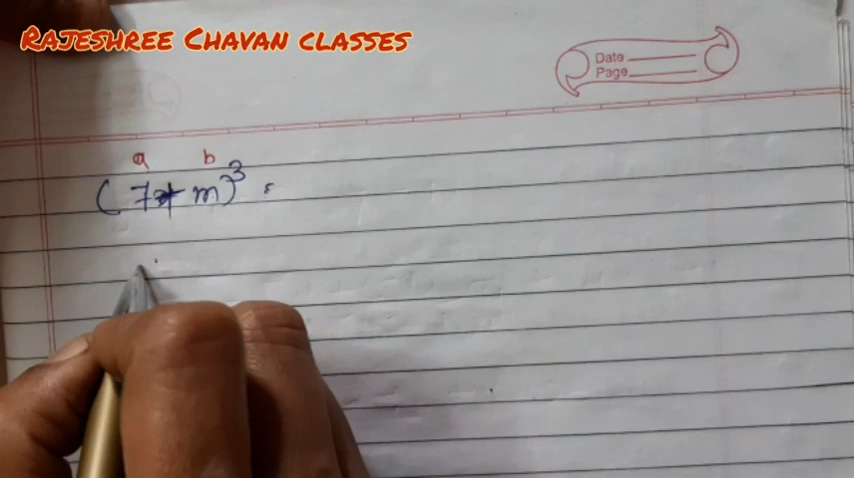 RAJESHREE CHAVAN CLASSES
Date
Page
a b
(7+ m)³ =